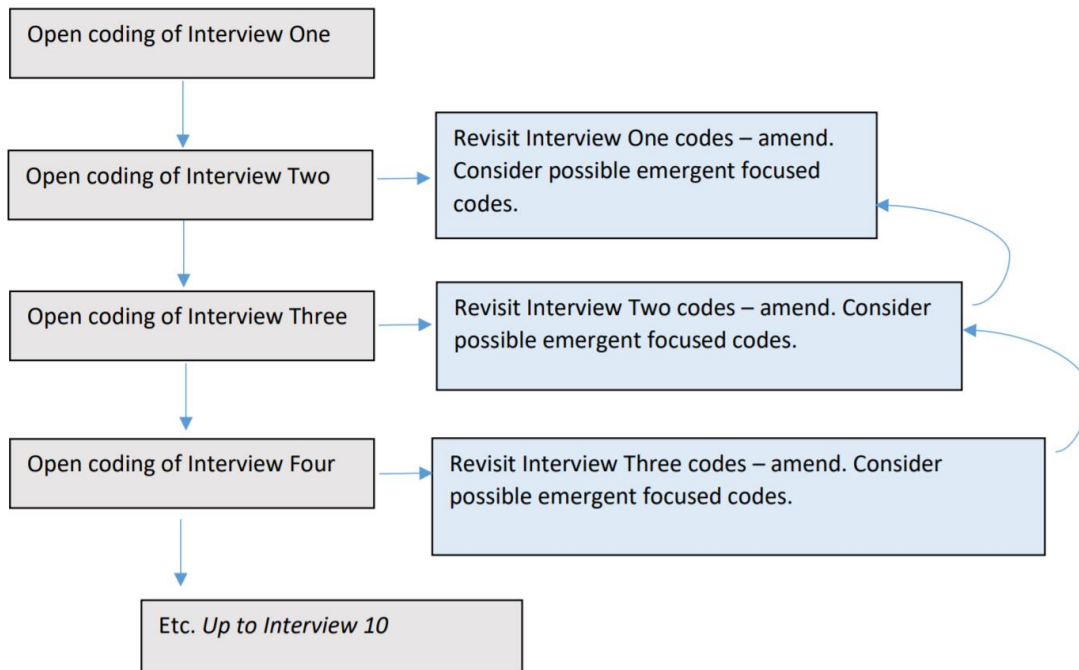 Open coding of Interview One
Revisit Interview One codes – amend.
Consider possible emergent focused
codes.
Open coding of Interview Two
Revisit Interview Two codes – amend. Consider
possible emergent focused codes.
Open coding of Interview Three
Revisit Interview Three codes – amend. Consider
possible emergent focused codes.
Open coding of Interview Four
Etc. Up to Interview 10